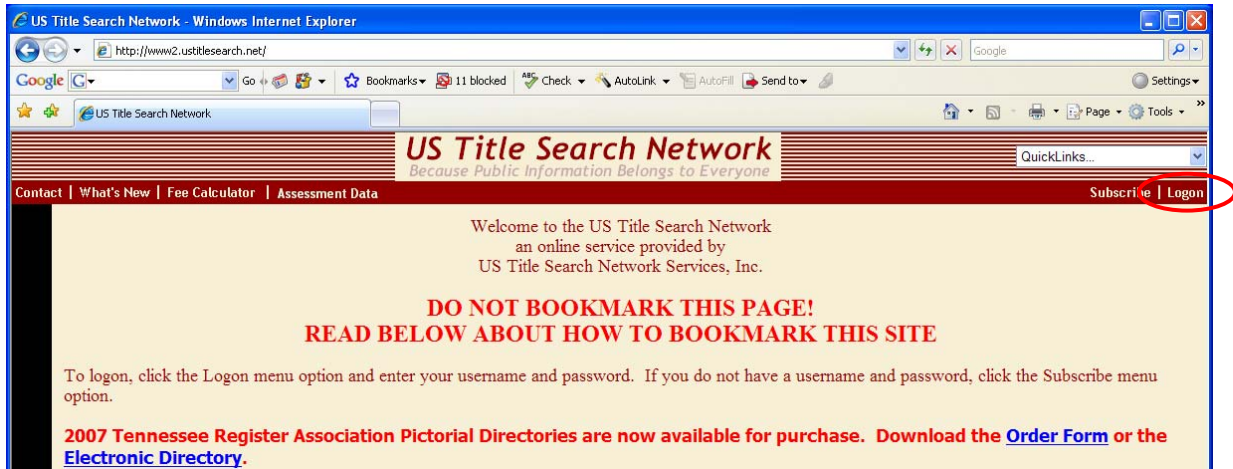 US Title Search Network - Windows Internet Explorer
http://www2.ustitlesearch.net/
Google
Google G Go Bookmarks 11 blocked ABC Check AutoLink AutoFill Send to Settings
US Title Search Network Page Tools »
US Title Search Network
Because Public Information Belongs to Everyone
QuickLinks...
Contact | What's New | Fee Calculator | Assessment Data Subscribe | Logon
Welcome to the US Title Search Network
an online service provided by
US Title Search Network Services, Inc.
DO NOT BOOKMARK THIS PAGE!
READ BELOW ABOUT HOW TO BOOKMARK THIS SITE
To logon, click the Logon menu option and enter your username and password. If you do not have a username and password, click the Subscribe menu
option.
2007 Tennessee Register Association Pictorial Directories are now available for purchase. Download the Order Form or the
Electronic Directory.